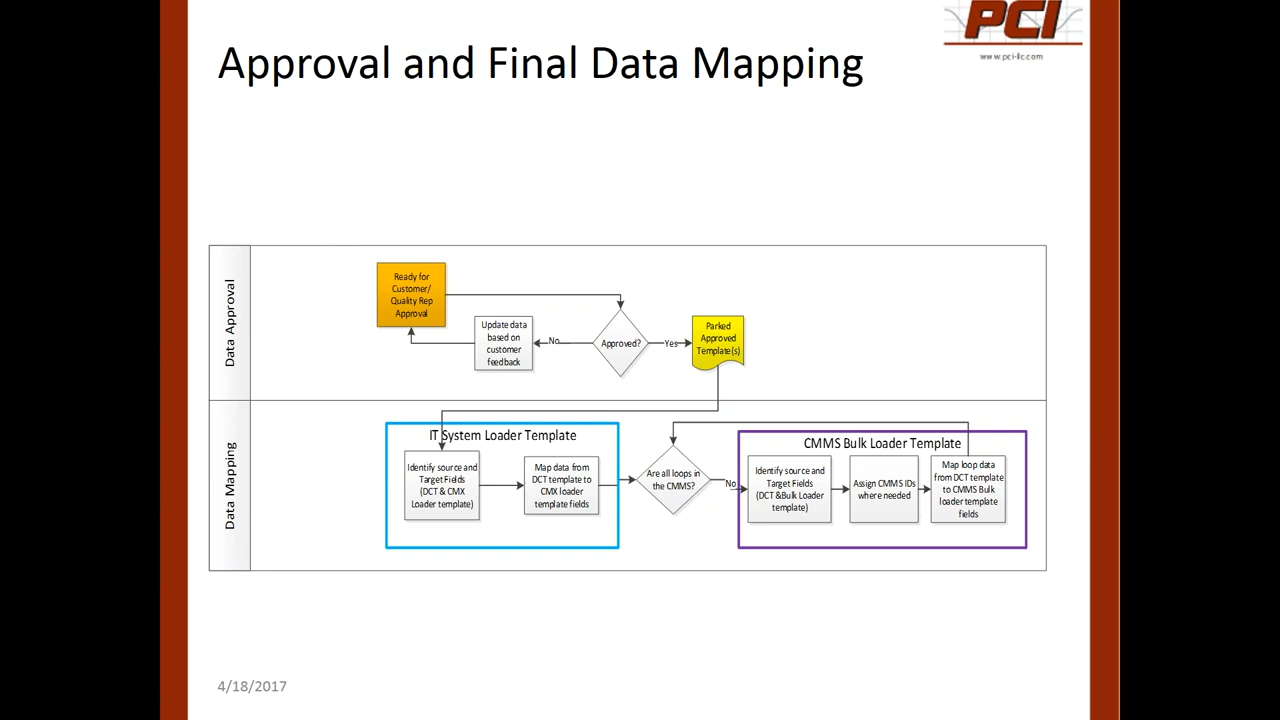 PCI
www.pci-llc.com
Approval and Final Data Mapping
Data Approval
Ready for
Customer/
Quality Rep
Approval
Update data
based on
customer
feedback
No
Approved?
Yes
Parked
Approved
Template(s)
Data Mapping
IT System Loader Template
Identify source and
Target Fields
(DCT & CMX
Loader template)
Map data from
DCT template to
CMX loader
template fields
Are all loops in
the CMMS?
No
CMMS Bulk Loader Template
Identify source and
Target Fields
(DCT &Bulk Loader
template)
Assign CMMS IDs
where needed
Map loop data
from DCT template
to CMMS Bulk
loader template
fields
4/18/2017